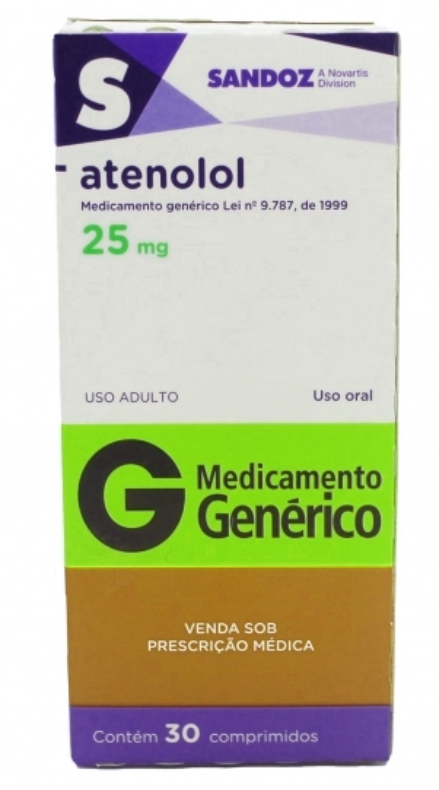 S
SANDOZ A Novartis
Division
atenolol
Medicamento genérico Lei nº 9.787, de 1999
25 mg
USO ADULTO Uso oral
G Medicamento
Genérico
VENDA SOB
PRESCRIÇÃO MÉDICA
Contém 30 comprimidos